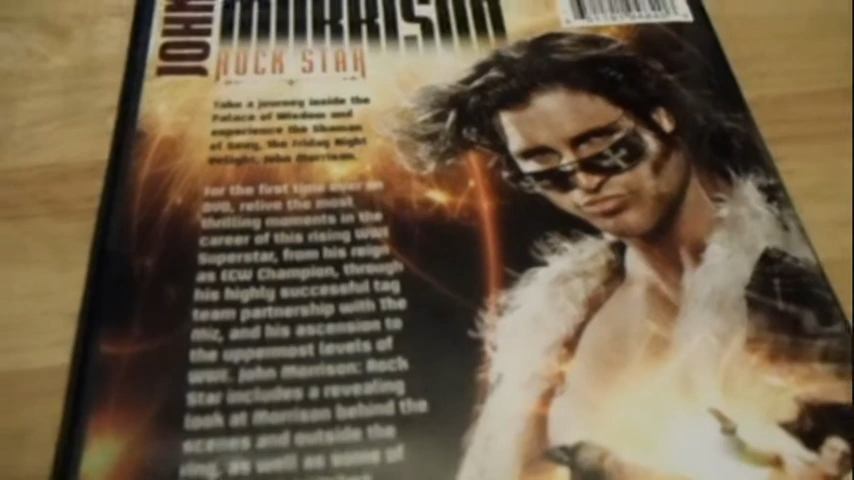 JOHN
MORRISON
ROCK STAR
Take a journey inside the
Palace of Wisdom and
experience the Shaman
of Sexy, the Friday Night
Delight, John Morrison.
For the first time ever on
DVD, relive the most
thrilling moments in the
career of this rising WWE
Superstar, from his reign
as ECW Champion, through
his highly successful tag
team partnership with The
Miz, and his ascension to
the uppermost levels of
WWE. John Morrison: Rock
Star includes a revealing
look at Morrison behind the
scenes and outside the
ring, as well as some of